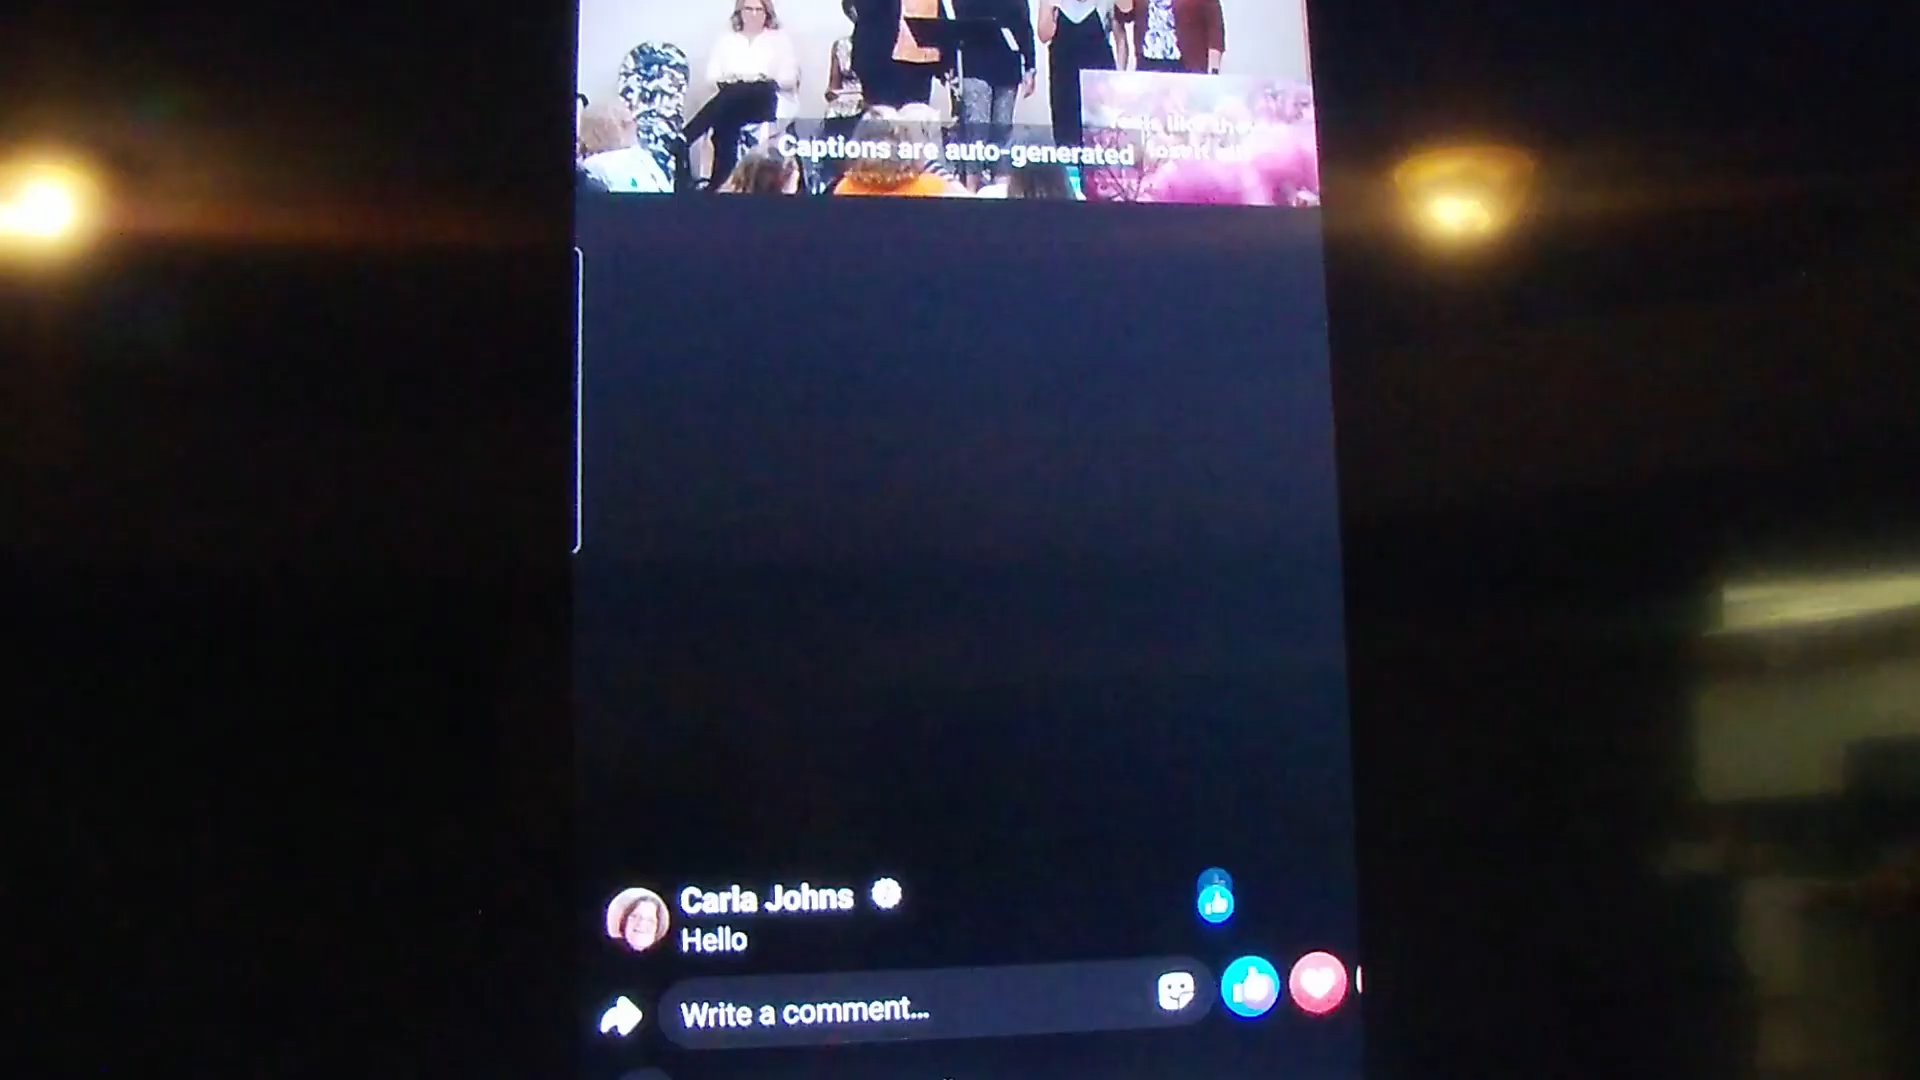 Captions are auto-generated
Carla Johns
Hello
Write a comment...